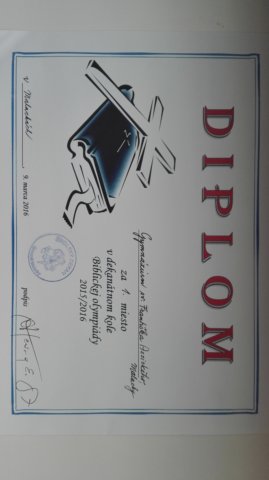 DIPLOM
Gymnázium sv. Františka Assiského
Malacky
za 1. miesto
v dekanátnom kole
Biblickej olympiády
2015/2016
v Malackách, 9. marca 2016
podpis